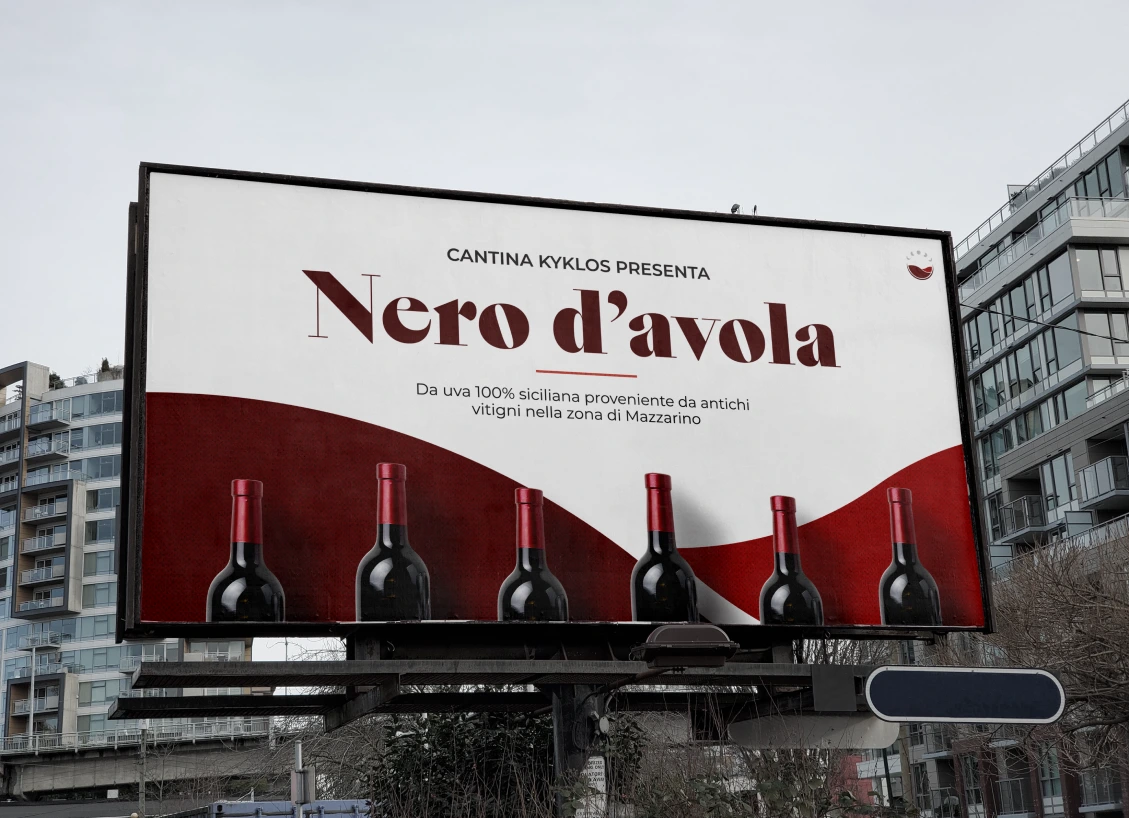 CANTINA KYKLOS PRESENTA
Nero d'avola
Da uva 100% siciliana proveniente da antichi
vitigni nella zona di Mazzarino